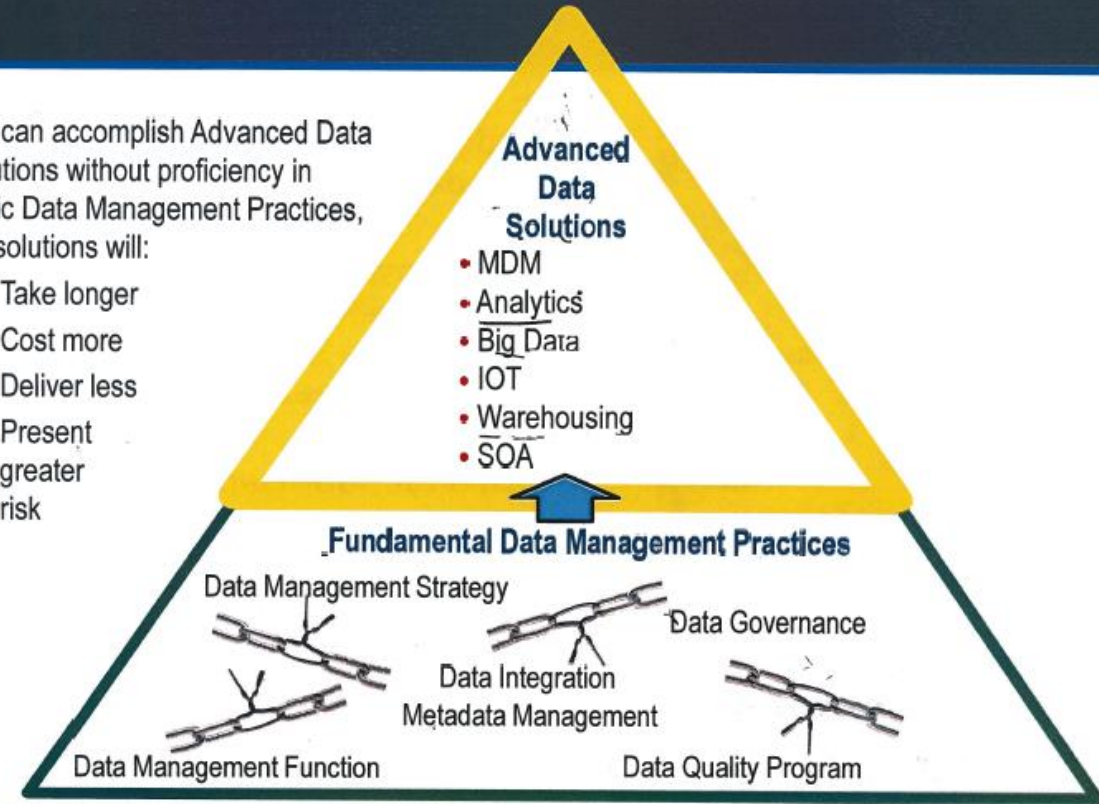 can accomplish Advanced Data
tions without proficiency in
ic Data Management Practices,
solutions will:
Take longer
Cost more
Deliver less
Present
greater
risk
Advanced
Data
Solutions
• MDM
• Analytics
• Big Data
• IOT
• Warehousing
• SOA
Fundamental Data Management Practices
Data Management Strategy
Data Governance
Data Integration
Metadata Management
Data Management Function
Data Quality Program